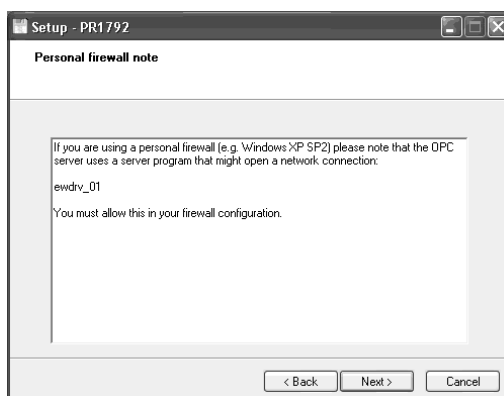 Setup - PR1792
Personal firewall note
If you are using a personal firewall (e.g. Windows XP SP2) please note that the OPC
server uses a server program that might open a network connection:
ewdrv_01
You must allow this in your firewall configuration.
< Back
Next >
Cancel